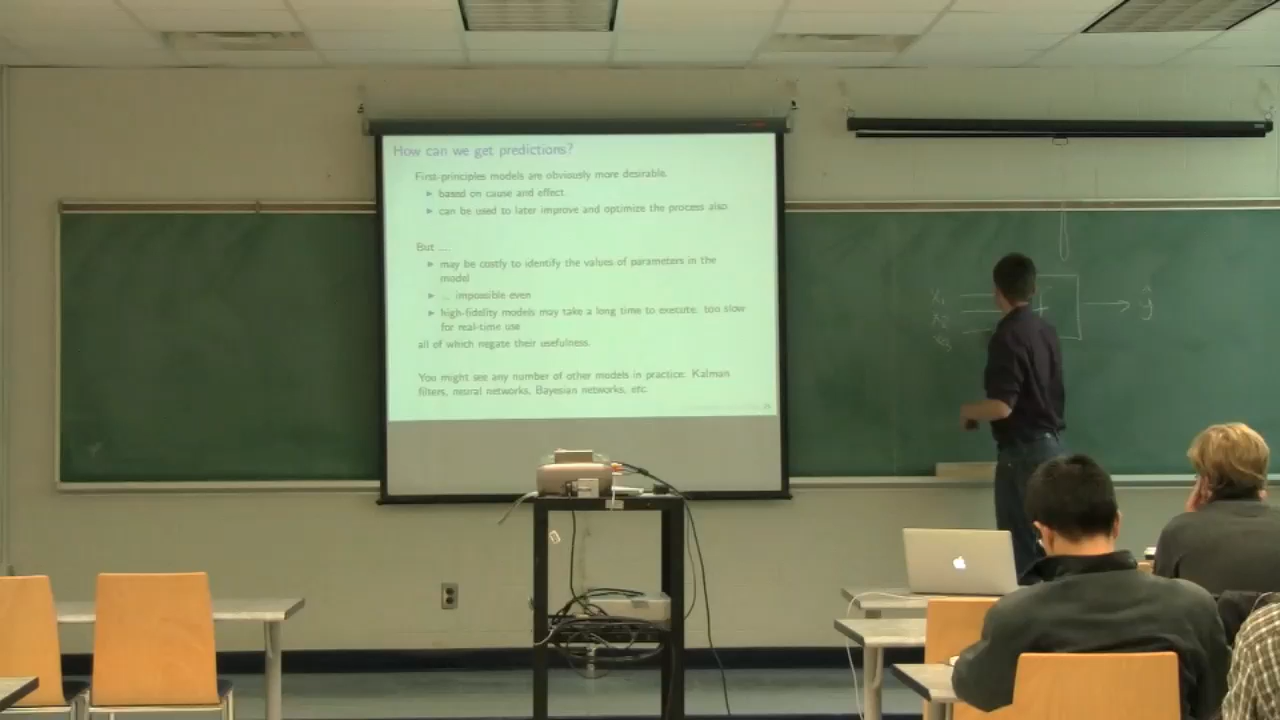 How can we get predictions?
First-principles models are obviously more desirable.
▶ based on cause and effect
▶ can be used to later improve and optimize the process also
But ...
▶ may be costly to identify the values of parameters in the
model
▶ ... impossible even
▶ high-fidelity models may take a long time to execute, too slow
for real-time use
all of which negate their usefulness.
You might see any number of other models in practice: Kalman
filters, neural networks, Bayesian networks, etc
x₁
x₂
x₃
f
ŷ